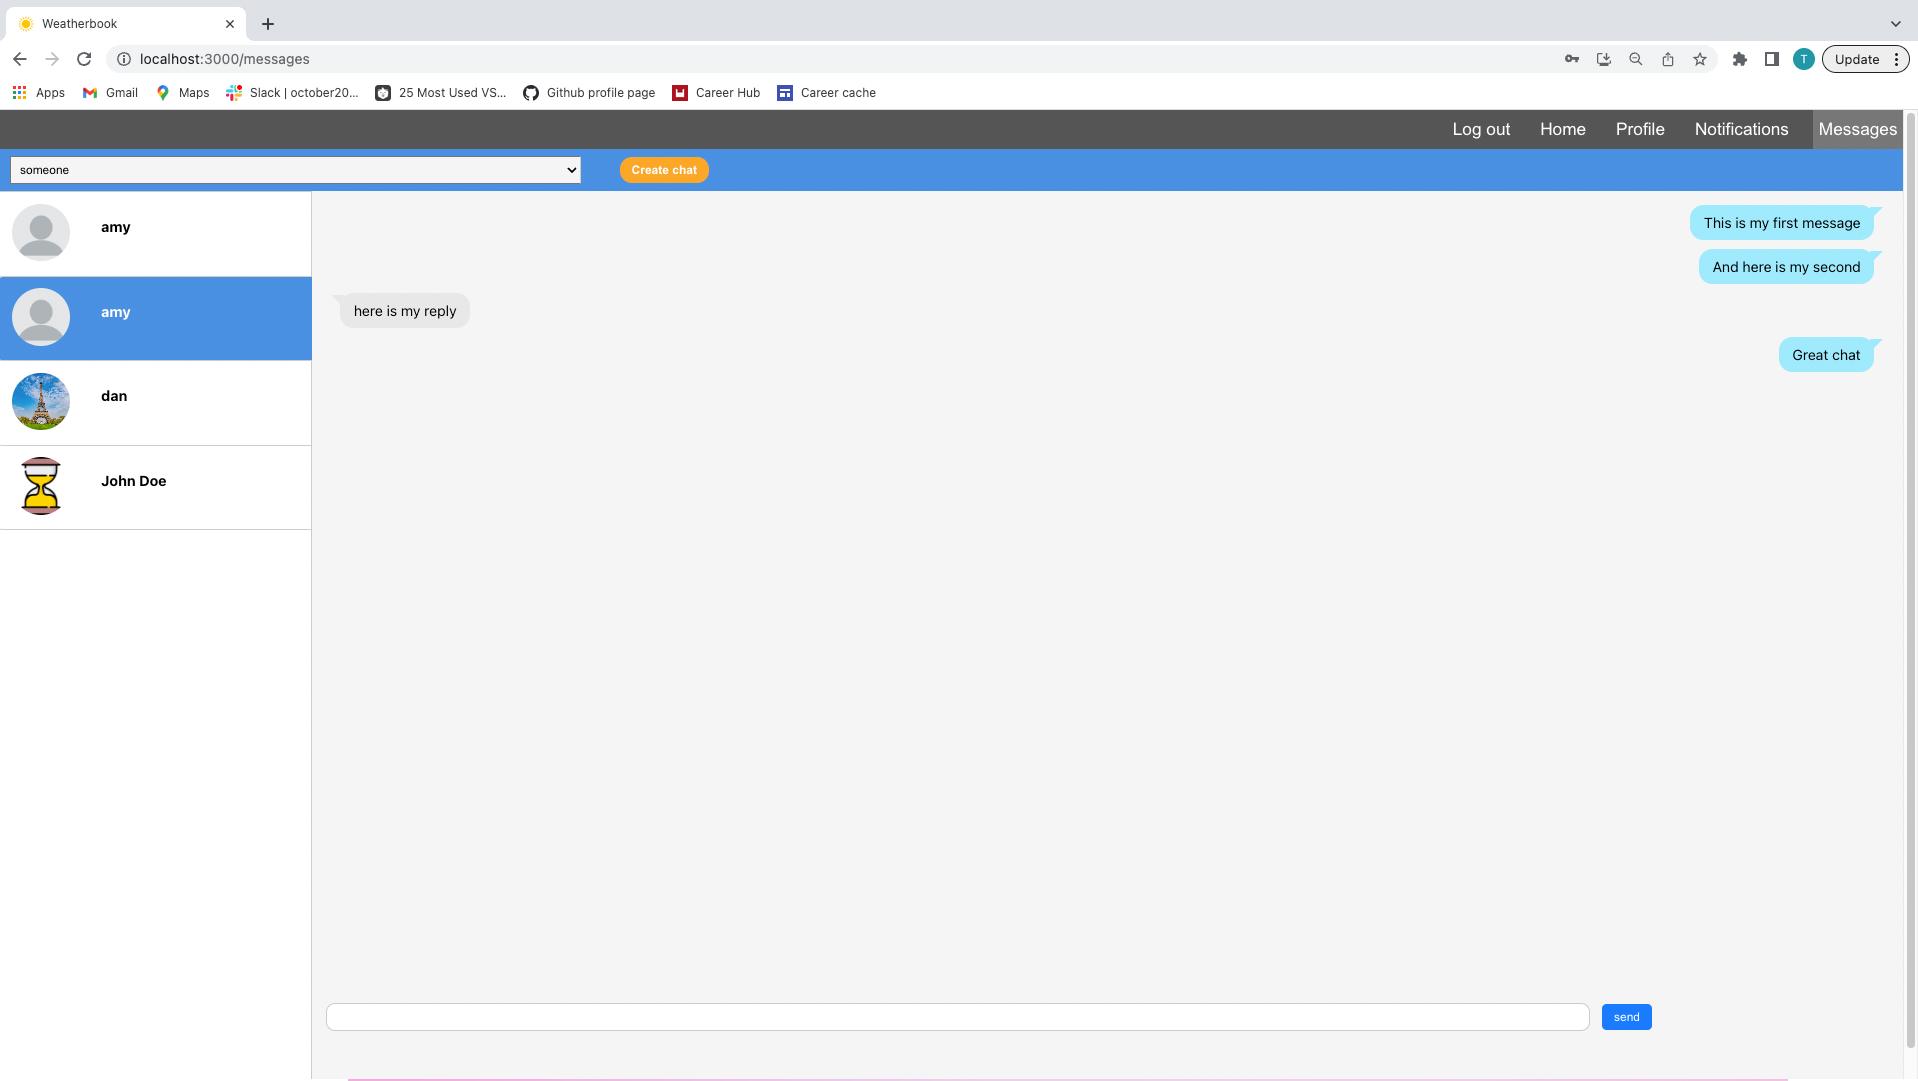 Weatherbook
localhost:3000/messages
T
Update
Apps Gmail Maps Slack | october20... 25 Most Used VS... Github profile page Career Hub Career cache
Log out Home Profile Notifications Messages
someone Create chat
amy
amy
dan
John Doe
This is my first message
And here is my second
here is my reply
Great chat
send